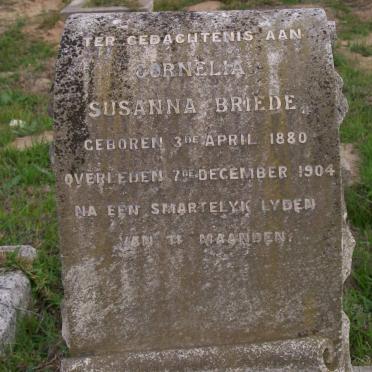 TER GEDACHTENIS AAN
CORNELIA
SUSANNA BRIEDE,
GEBOREN 3DE APRIL 1880
OVERLEDEN 7DE DECEMBER 1904
NA EEN SMARTELYK LYDEN
VAN 11 MAANDEN.